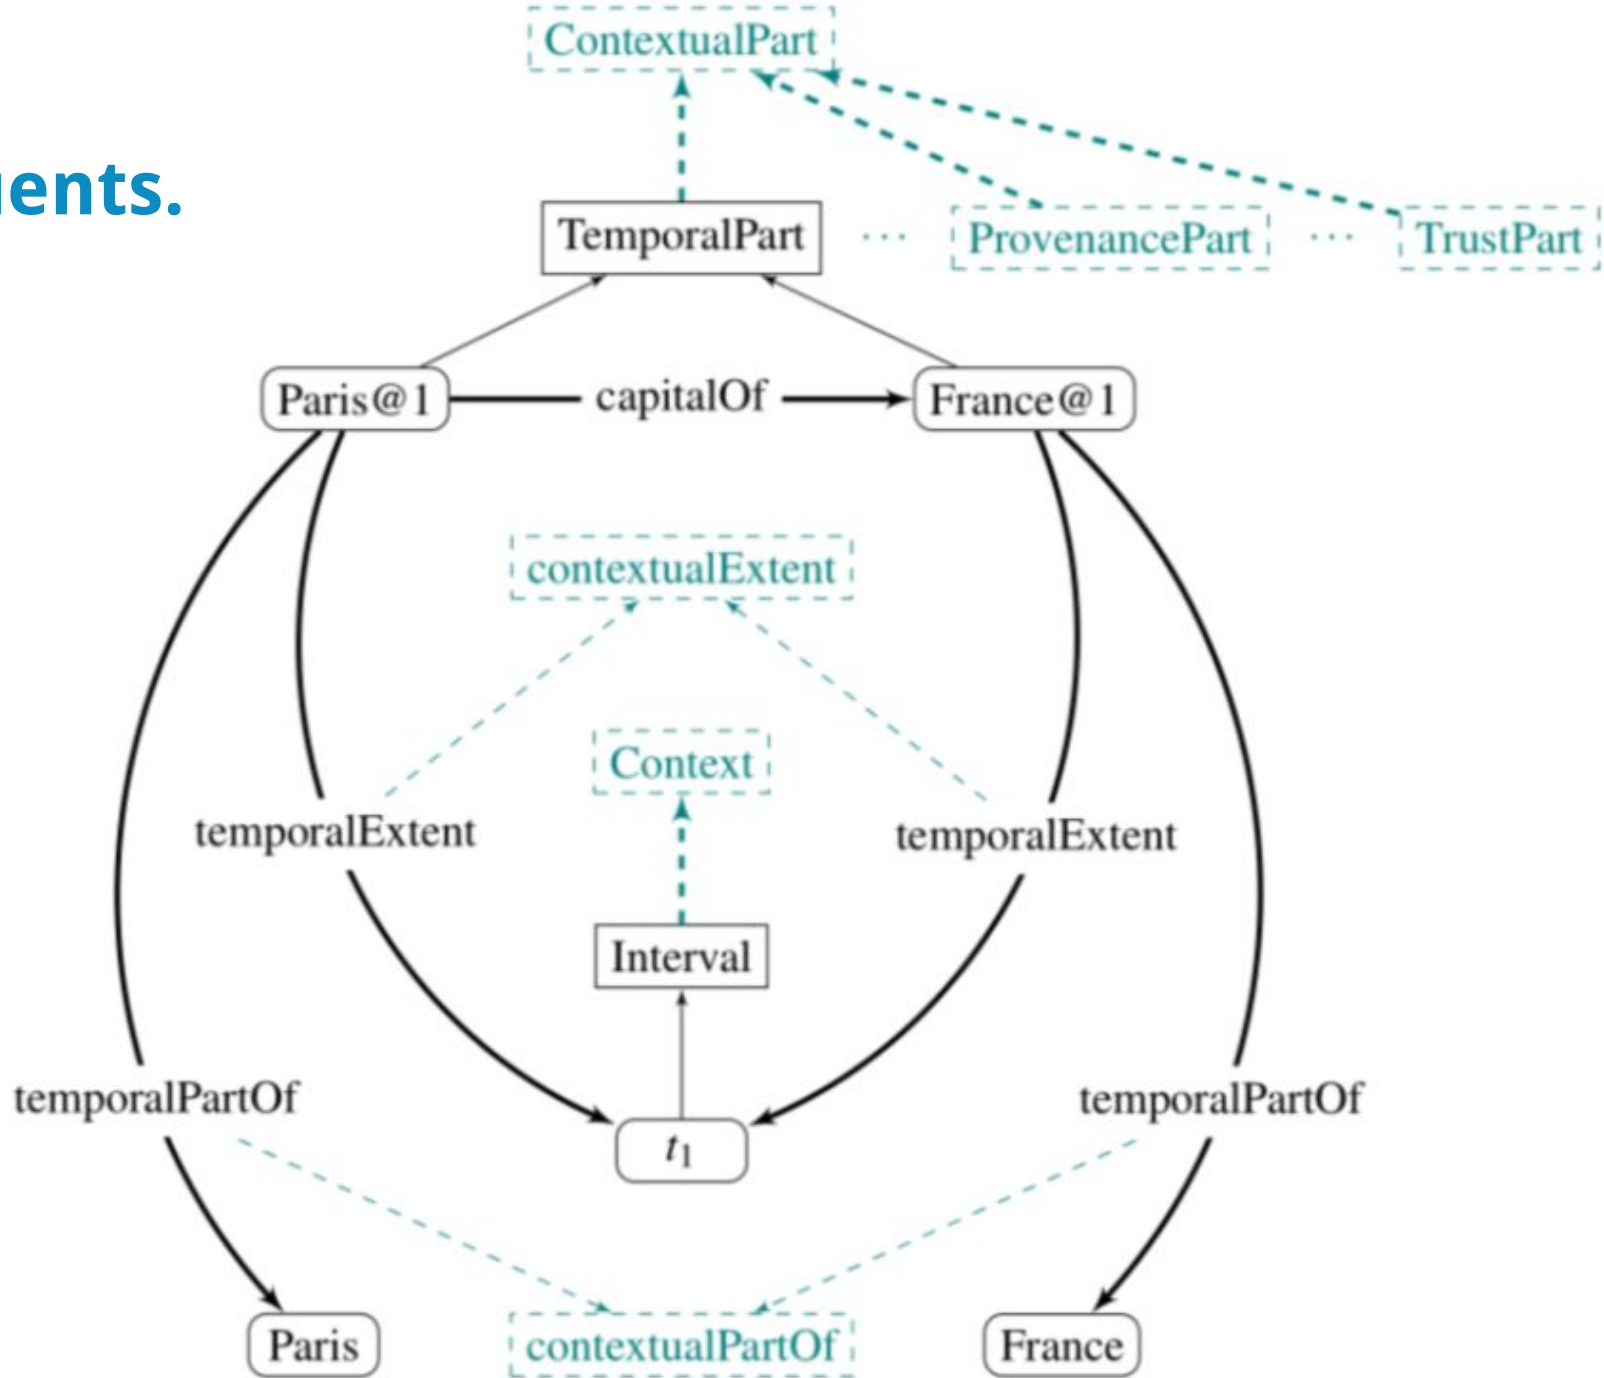 ContextualPart
uents.
TemporalPart ... ProvenancePart ... TrustPart
Paris@1 capitalOf France@1
contextualExtent
Context
temporalExtent temporalExtent
Interval
temporalPartOf temporalPartOf
t₁
Paris contextualPartOf France